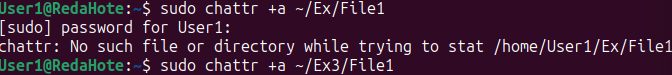 User1@RedaHote:~$ sudo chattr +a ~/Ex/File1
[sudo] password for User1:
chattr: No such file or directory while trying to stat /home/User1/Ex/File1
User1@RedaHote:~$ sudo chattr +a ~/Ex3/File1